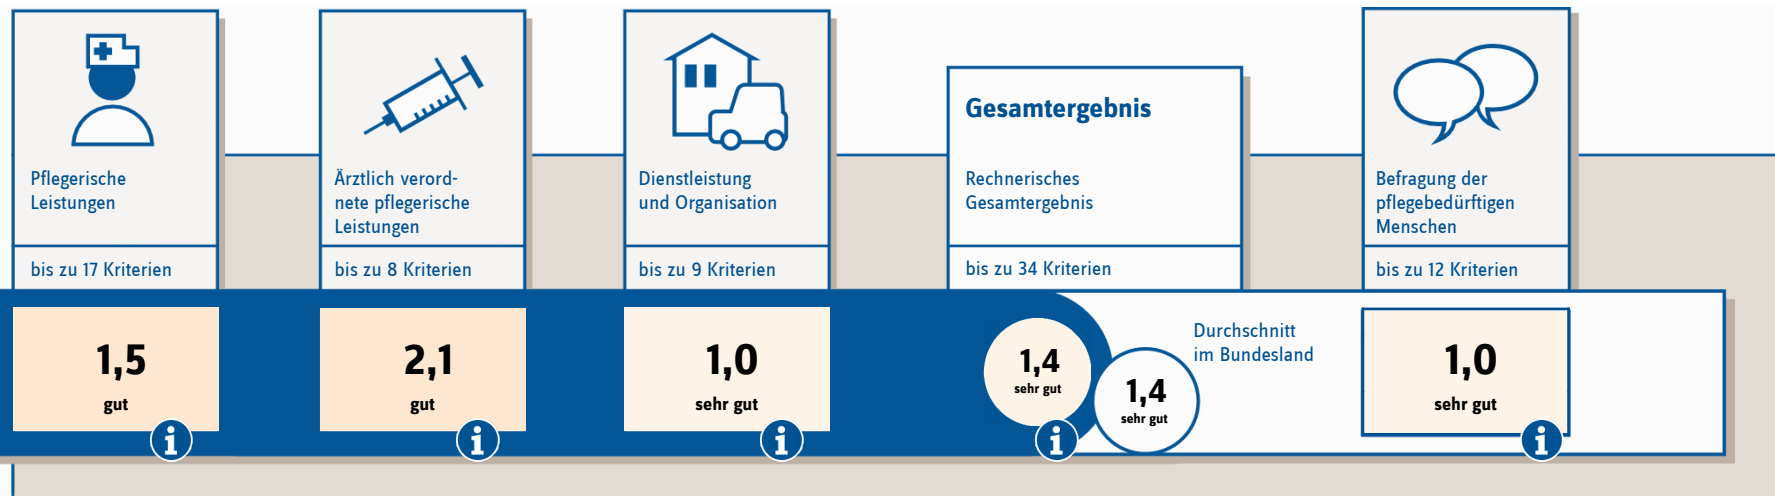 Pflegerische
Leistungen
bis zu 17 Kriterien
1,5
gut
i
Ärztlich verord-
nete pflegerische
Leistungen
bis zu 8 Kriterien
2,1
gut
i
Dienstleistung
und Organisation
bis zu 9 Kriterien
1,0
sehr gut
i
Gesamtergebnis
Rechnerisches
Gesamtergebnis
bis zu 34 Kriterien
1,4
sehr gut
i
Durchschnitt
im Bundesland
1,4
sehr gut
Befragung der
pflegebedürftigen
Menschen
bis zu 12 Kriterien
1,0
sehr gut
i